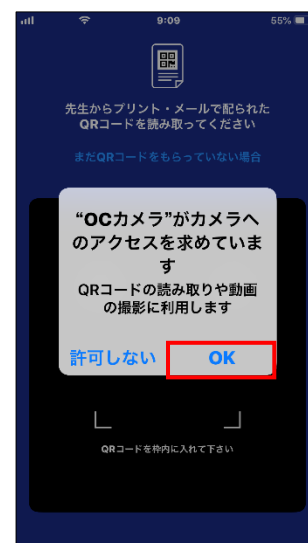 9:09
55%
先生からプリント・メールで配られた
QRコードを読み取ってください
まだQRコードをもらっていない場合
“OCカメラ”がカメラへ
のアクセスを求めていま
す
QRコードの読み取りや動画
の撮影に利用します
許可しない OK
QRコードを枠内に入れて下さい